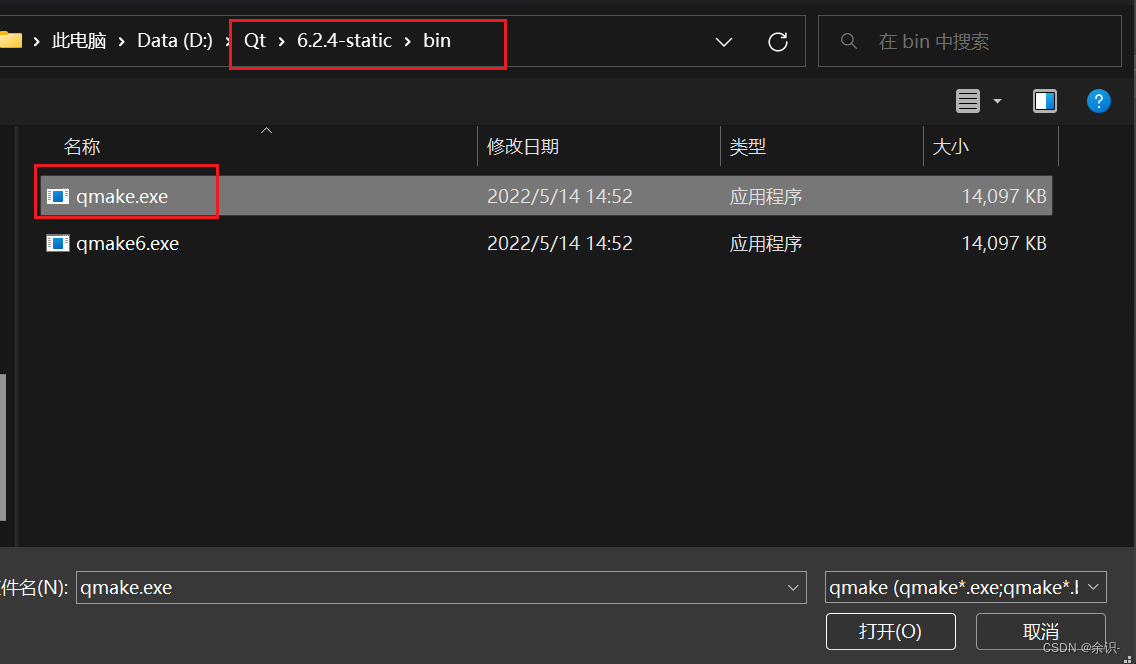 此电脑 › Data (D:) › Qt › 6.2.4-static › bin
在 bin 中搜索
?
名称 修改日期 类型 大小
qmake.exe 2022/5/14 14:52 应用程序 14,097 KB
qmake6.exe 2022/5/14 14:52 应用程序 14,097 KB
件名(N): qmake.exe qmake (qmake*.exe;qmake*.
打开(O) 取消
CSDN @余识-